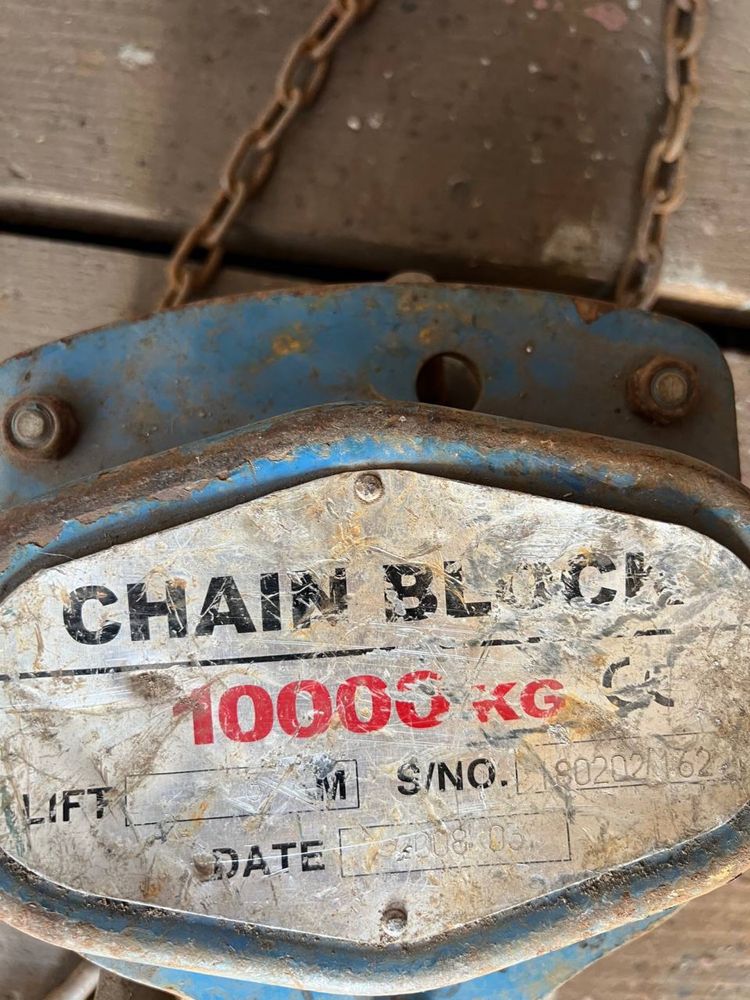 CHAIN BLOCK
10000 KG
LIFT M S/NO.
DATE